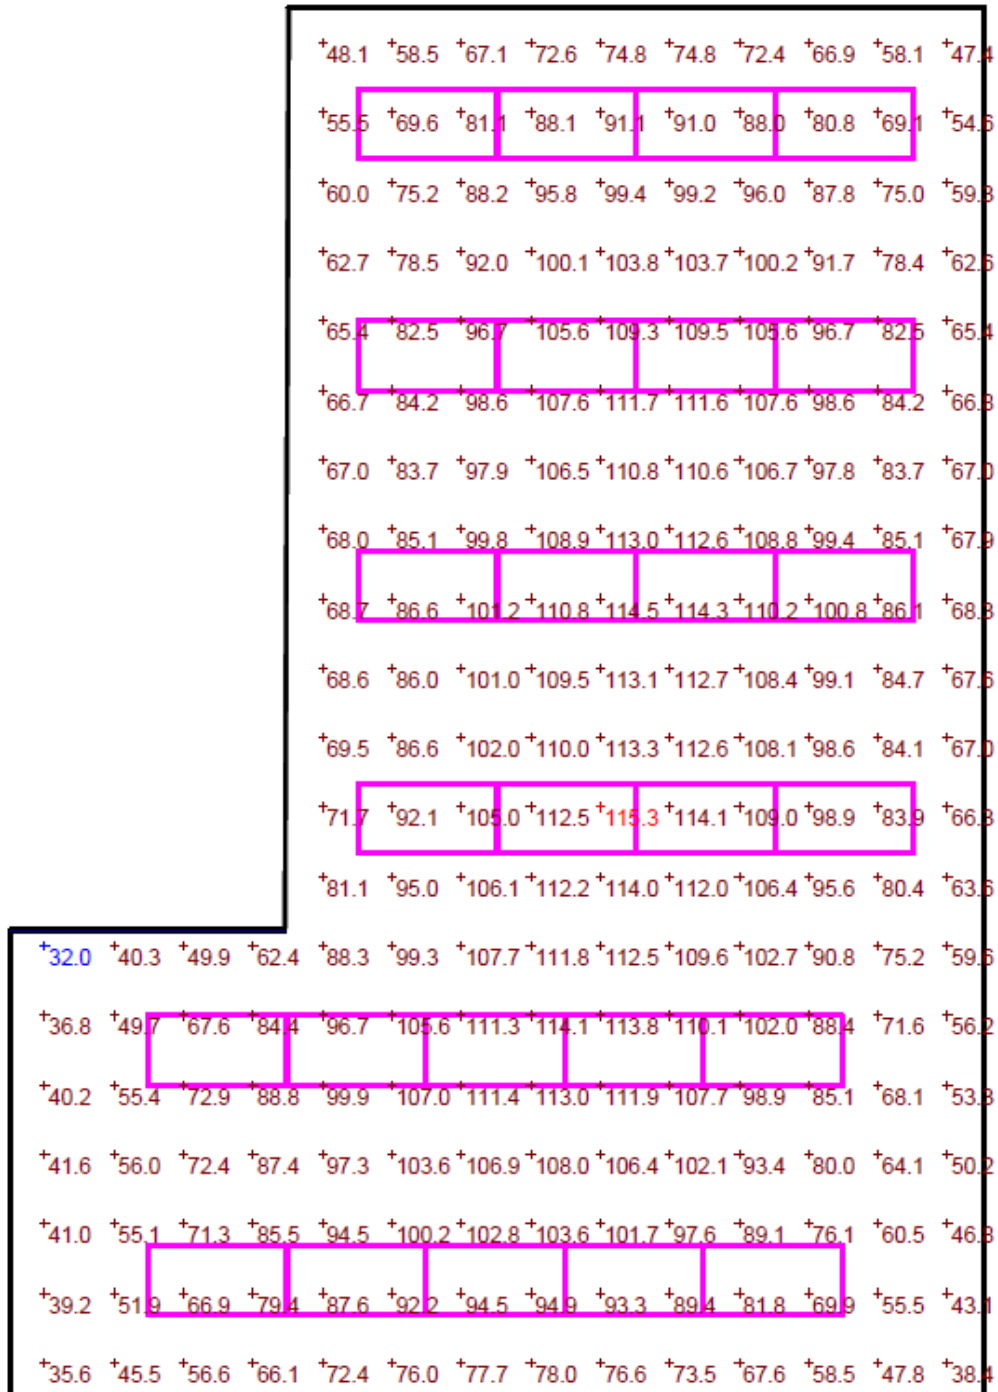 +48.1 +58.5 +67.1 +72.6 +74.8 +74.8 +72.4 +66.9 +58.1 +47.4
+55.5 +69.6 +81.1 +88.1 +91.1 +91.0 +88.0 +80.8 +69.1 +54.6
+60.0 +75.2 +88.2 +95.8 +99.4 +99.2 +96.0 +87.8 +75.0 +59.8
+62.7 +78.5 +92.0 +100.1 +103.8 +103.7 +100.2 +91.7 +78.4 +62.6
+65.4 +82.5 +96.7 +105.6 +109.3 +109.5 +105.6 +96.7 +82.5 +65.4
+66.7 +84.2 +98.6 +107.6 +111.7 +111.6 +107.6 +98.6 +84.2 +66.8
+67.0 +83.7 +97.9 +106.5 +110.8 +110.6 +106.7 +97.8 +83.7 +67.0
+68.0 +85.1 +99.8 +108.9 +113.0 +112.6 +108.8 +99.4 +85.1 +67.9
+68.7 +86.6 +101.2 +110.8 +114.5 +114.3 +110.2 +100.8 +86.1 +68.3
+68.6 +86.0 +101.0 +109.5 +113.1 +112.7 +108.4 +99.1 +84.7 +67.6
+69.5 +86.6 +102.0 +110.0 +113.3 +112.6 +108.1 +98.6 +84.1 +67.0
+71.7 +92.1 +105.0 +112.5 +115.3 +114.1 +109.0 +98.9 +83.9 +66.3
+81.1 +95.0 +106.1 +112.2 +114.0 +112.0 +106.4 +95.6 +80.4 +63.6
+32.0 +40.3 +49.9 +62.4 +88.3 +99.3 +107.7 +111.8 +112.5 +109.6 +102.7 +90.8 +75.2 +59.6
+36.8 +49.7 +67.6 +84.4 +96.7 +105.6 +111.3 +114.1 +113.8 +110.1 +102.0 +88.4 +71.6 +56.2
+40.2 +55.4 +72.9 +88.8 +99.9 +107.0 +111.4 +113.0 +111.9 +107.7 +98.9 +85.1 +68.1 +53.3
+41.6 +56.0 +72.4 +87.4 +97.3 +103.6 +106.9 +108.0 +106.4 +102.1 +93.4 +80.0 +64.1 +50.2
+41.0 +55.1 +71.3 +85.5 +94.5 +100.2 +102.8 +103.6 +101.7 +97.6 +89.1 +76.1 +60.5 +46.8
+39.2 +51.9 +66.9 +79.4 +87.6 +92.2 +94.5 +94.9 +93.3 +89.4 +81.8 +69.9 +55.5 +43.1
+35.6 +45.5 +56.6 +66.1 +72.4 +76.0 +77.7 +78.0 +76.6 +73.5 +67.6 +58.5 +47.8 +38.4